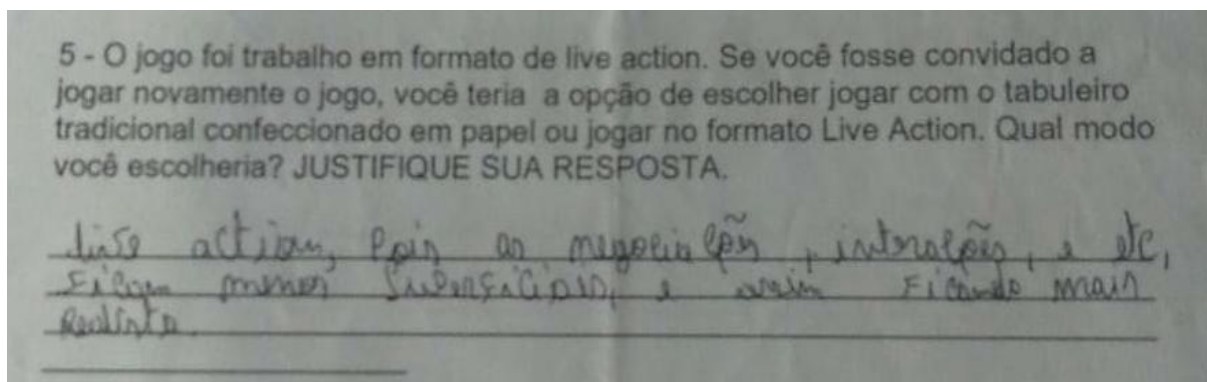 5 - O jogo foi trabalho em formato de live action. Se você fosse convidado a
jogar novamente o jogo, você teria a opção de escolher jogar com o tabuleiro
tradicional confeccionado em papel ou jogar no formato Live Action. Qual modo
você escolheria? JUSTIFIQUE SUA RESPOSTA.
live action, pois as negociações, interações, e etc,
Ficam menos superficiais, e assim Ficando mais
Realista.